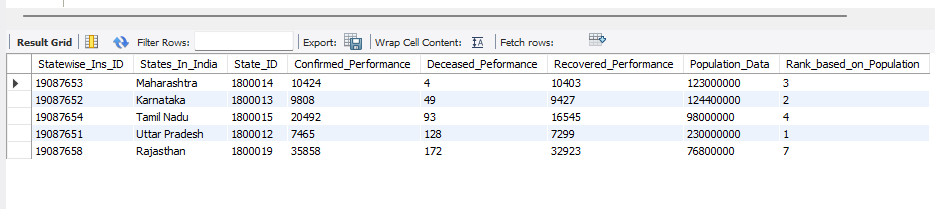 Result Grid Filter Rows: Export: Wrap Cell Content: Fetch rows:
Statewise_Ins_ID States_In_India State_ID Confirmed_Performance Deceased_Peformance Recovered_Performance Population_Data Rank_based_on_Population
19087653 Maharashtra 1800014 10424 4 10403 123000000 3
19087652 Karnataka 1800013 9808 49 9427 124400000 2
19087654 Tamil Nadu 1800015 20492 93 16545 98000000 4
19087651 Uttar Pradesh 1800012 7465 128 7299 230000000 1
19087658 Rajasthan 1800019 35858 172 32923 76800000 7